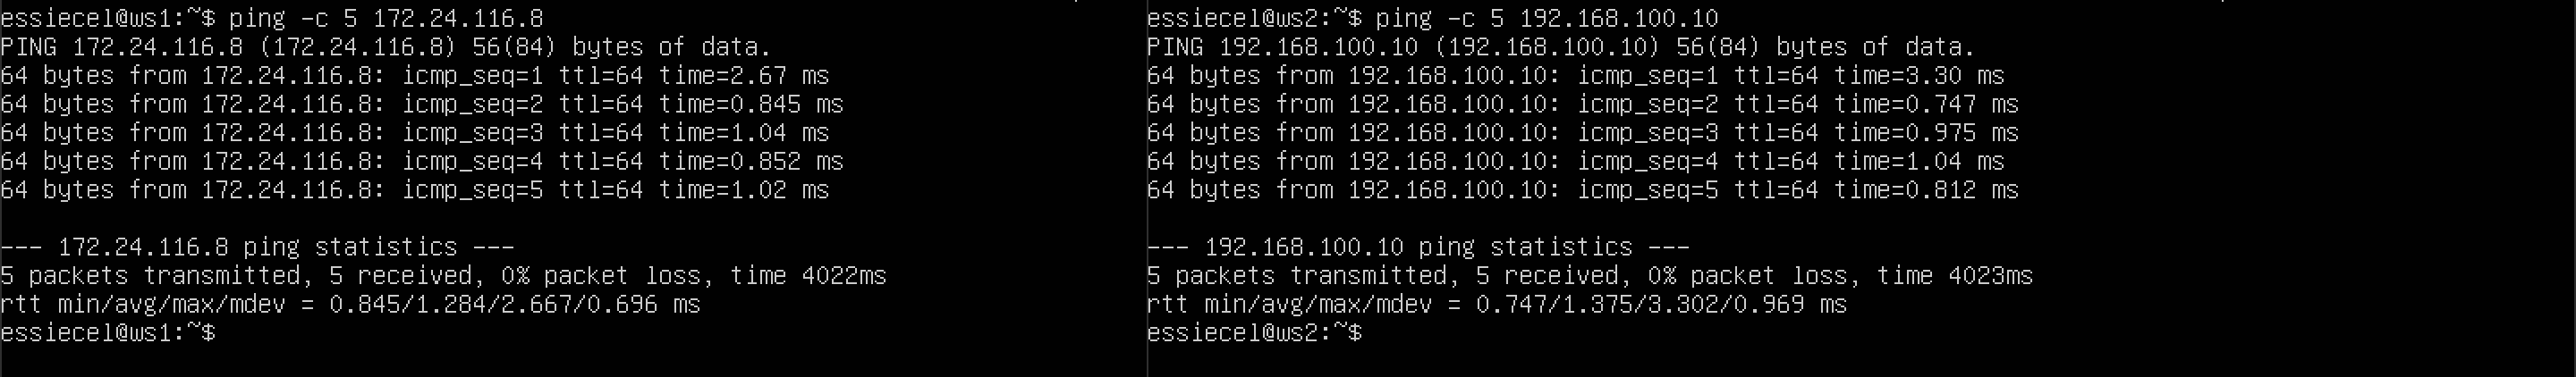 essiecel@ws1:~$ ping -c 5 172.24.116.8
PING 172.24.116.8 (172.24.116.8) 56(84) bytes of data.
64 bytes from 172.24.116.8: icmp_seq=1 ttl=64 time=2.67 ms
64 bytes from 172.24.116.8: icmp_seq=2 ttl=64 time=0.845 ms
64 bytes from 172.24.116.8: icmp_seq=3 ttl=64 time=1.04 ms
64 bytes from 172.24.116.8: icmp_seq=4 ttl=64 time=0.852 ms
64 bytes from 172.24.116.8: icmp_seq=5 ttl=64 time=1.02 ms
--- 172.24.116.8 ping statistics ---
5 packets transmitted, 5 received, 0% packet loss, time 4022ms
rtt min/avg/max/mdev = 0.845/1.284/2.667/0.696 ms
essiecel@ws1:~$
essiecel@ws2:~$ ping -c 5 192.168.100.10
PING 192.168.100.10 (192.168.100.10) 56(84) bytes of data.
64 bytes from 192.168.100.10: icmp_seq=1 ttl=64 time=3.30 ms
64 bytes from 192.168.100.10: icmp_seq=2 ttl=64 time=0.747 ms
64 bytes from 192.168.100.10: icmp_seq=3 ttl=64 time=0.975 ms
64 bytes from 192.168.100.10: icmp_seq=4 ttl=64 time=1.04 ms
64 bytes from 192.168.100.10: icmp_seq=5 ttl=64 time=0.812 ms
--- 192.168.100.10 ping statistics ---
5 packets transmitted, 5 received, 0% packet loss, time 4023ms
rtt min/avg/max/mdev = 0.747/1.375/3.302/0.969 ms
essiecel@ws2:~$